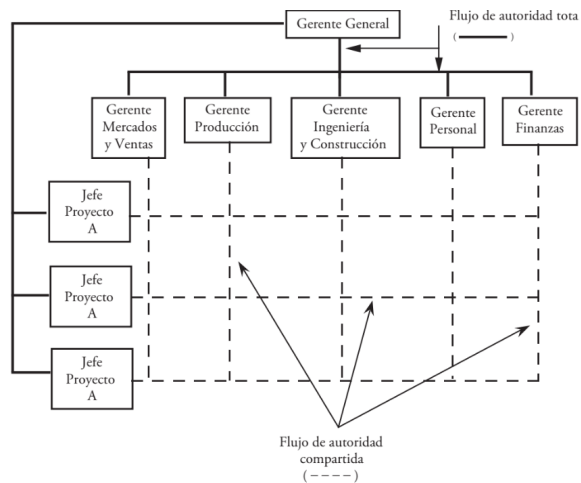 Gerente General
Flujo de autoridad tota
( )
Gerente
Mercados
y Ventas
Gerente
Producción
Gerente
Ingeniería
y Construcción
Gerente
Personal
Gerente
Finanzas
Jefe
Proyecto
A
Jefe
Proyecto
A
Jefe
Proyecto
A
Flujo de autoridad
compartida
(----)